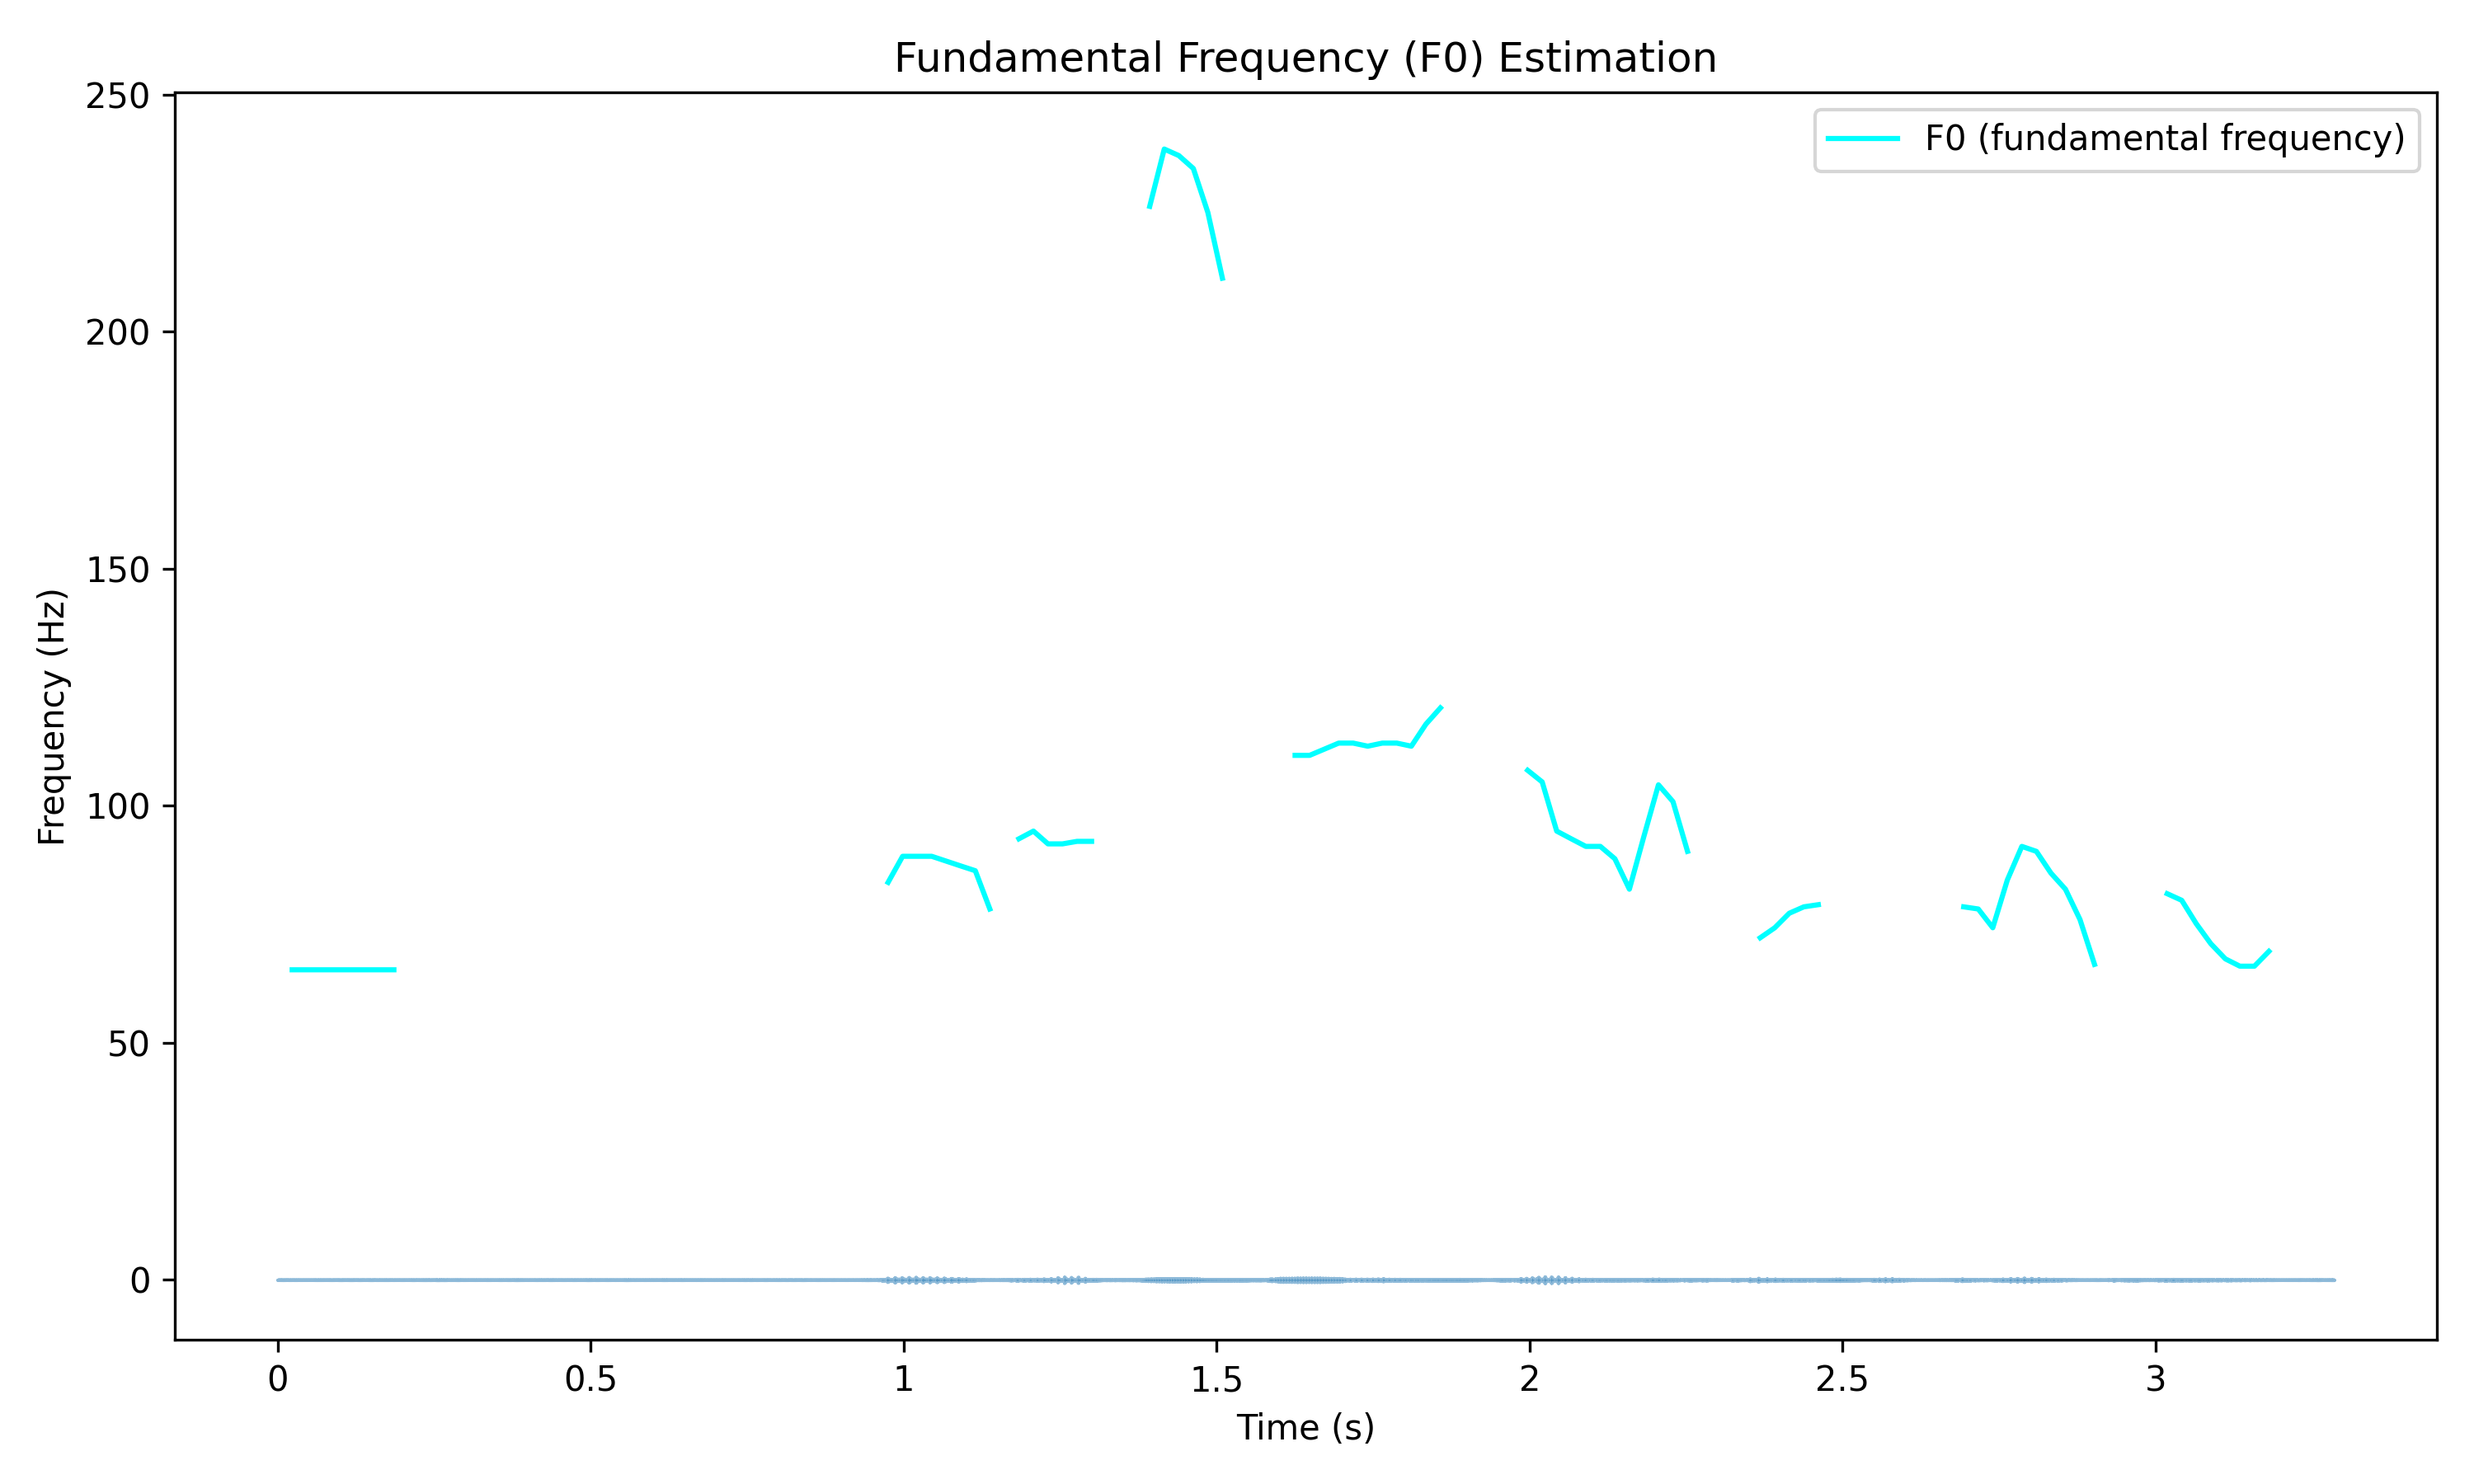 Fundamental Frequency (F0) Estimation
F0 (fundamental frequency)
Frequency (Hz)
250
200
150
100
50
0
0 0.5 1 1.5 2 2.5 3
Time (s)